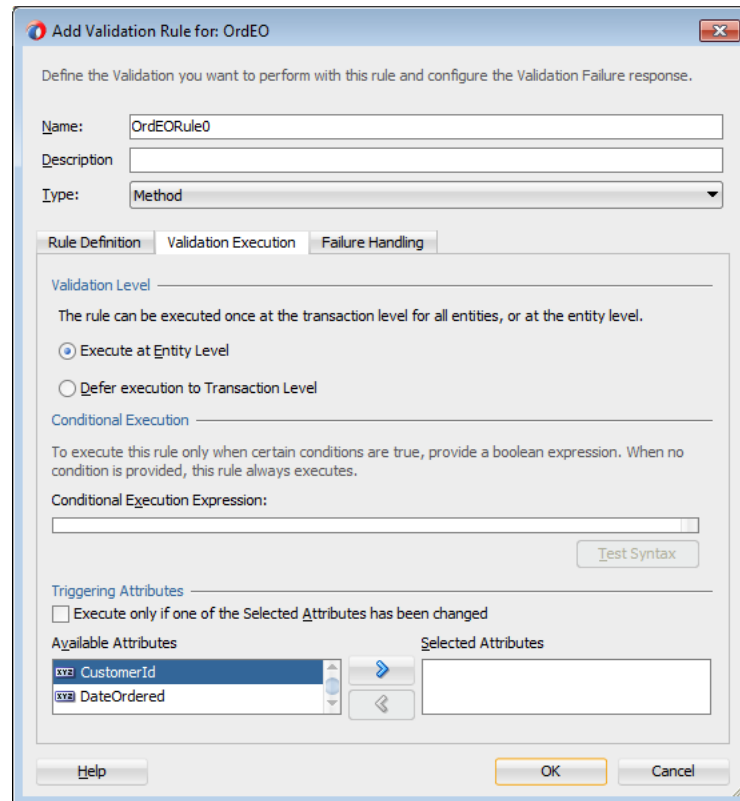 Add Validation Rule for: OrdEO
Define the Validation you want to perform with this rule and configure the Validation Failure response.
Name: OrdEORule0
Description
Type: Method
Rule Definition Validation Execution Failure Handling
Validation Level
The rule can be executed once at the transaction level for all entities, or at the entity level.
Execute at Entity Level
Defer execution to Transaction Level
Conditional Execution
To execute this rule only when certain conditions are true, provide a boolean expression. When no
condition is provided, this rule always executes.
Conditional Execution Expression:
Test Syntax
Triggering Attributes
Execute only if one of the Selected Attributes has been changed
Available Attributes Selected Attributes
XYZ CustomerId
XYZ DateOrdered
Help OK Cancel